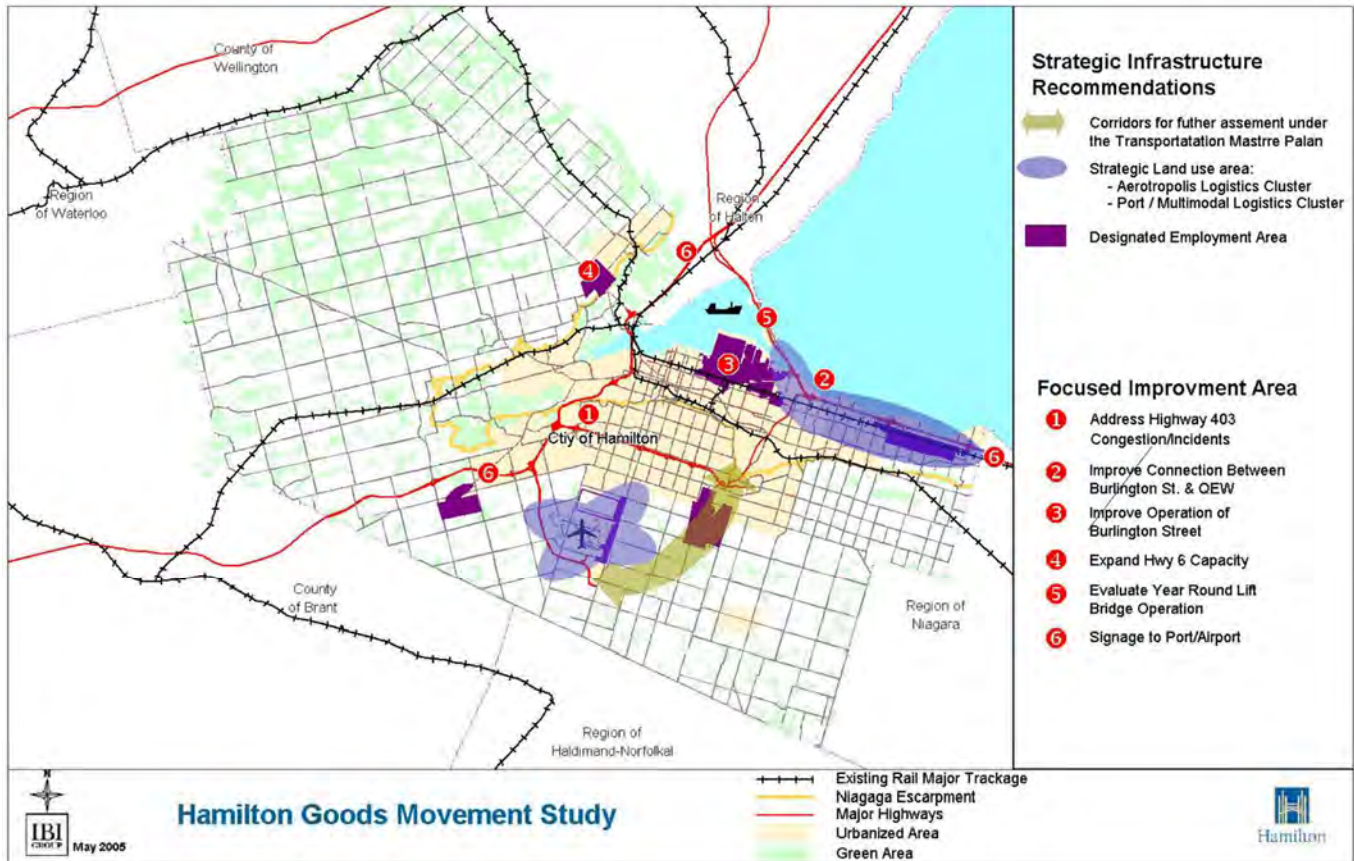 County of
Wellington
Region
of Waterloo
Region
of Halton
4
6
5
3
2
1
Ctiy of Hamilton
6
6
County
of Brant
Region of
Niagara
Region of
Haldimand-Norfolkal
Strategic Infrastructure
Recommendations
Corridors for futher assement under
the Transportatation Mastrre Palan
Strategic Land use area:
- Aerotropolis Logistics Cluster
- Port / Multimodal Logistics Cluster
Designated Employment Area
Focused Improvment Area
1 Address Highway 403
Congestion/Incidents
2 Improve Connection Between
Burlington St. & QEW
3 Improve Operation of
Burlington Street
4 Expand Hwy 6 Capacity
5 Evaluate Year Round Lift
Bridge Operation
6 Signage to Port/Airport
N
IBI
GROUP
May 2005
Hamilton Goods Movement Study
Existing Rail Major Trackage
Niagaga Escarpment
Major Highways
Urbanized Area
Green Area
Hamilton